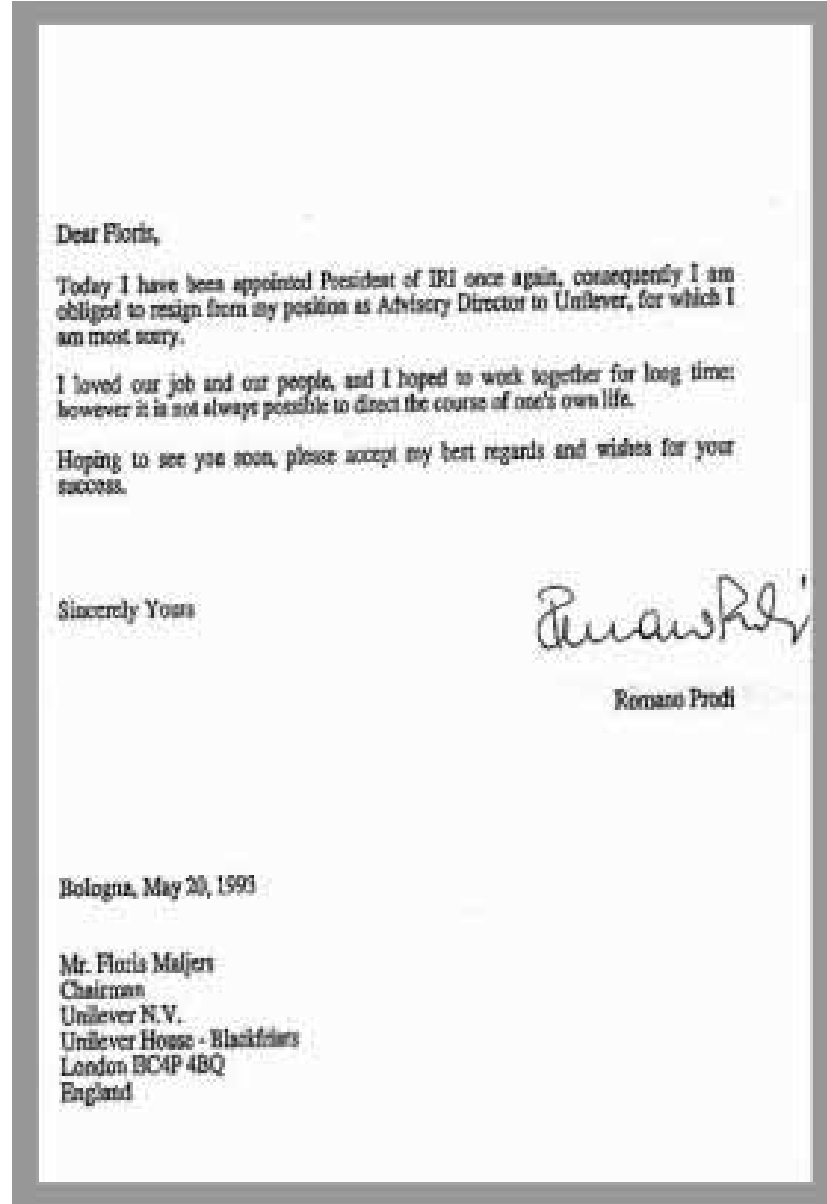 Dear Floris,
Today I have been appointed President of IRI once again, consequently I am
obliged to resign from my position as Advisory Director to Unilever, for which I
am most sorry.
I loved our job and our people, and I hoped to work together for long time:
however it is not always possible to direct the course of one's own life.
Hoping to see you soon, please accept my best regards and wishes for your
success.
Sincerely Yours
Romano Prodi
Romano Prodi
Bologna, May 20, 1993
Mr. Floris Maljers
Chairman
Unilever N.V.
Unilever House - Blackfriars
London EC4P 4BQ
England